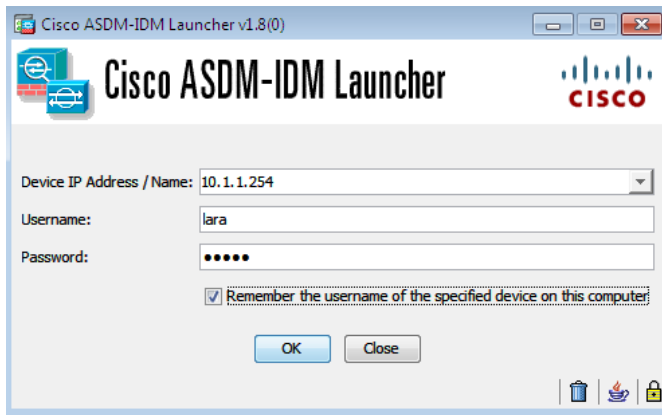 Cisco ASDM-IDM Launcher v1.8(0)
Cisco ASDM-IDM Launcher
CISCO
Device IP Address / Name: 10.1.1.254
Username: lara
Password: •••••
Remember the username of the specified device on this computer
OK Close